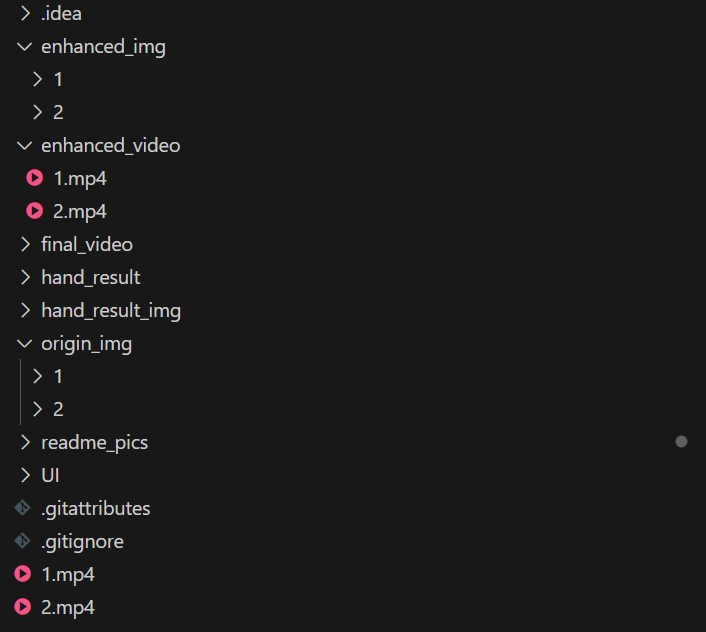 .idea
enhanced_img
1
2
enhanced_video
1.mp4
2.mp4
final_video
hand_result
hand_result_img
origin_img
1
2
readme_pics
UI
.gitattributes
.gitignore
1.mp4
2.mp4